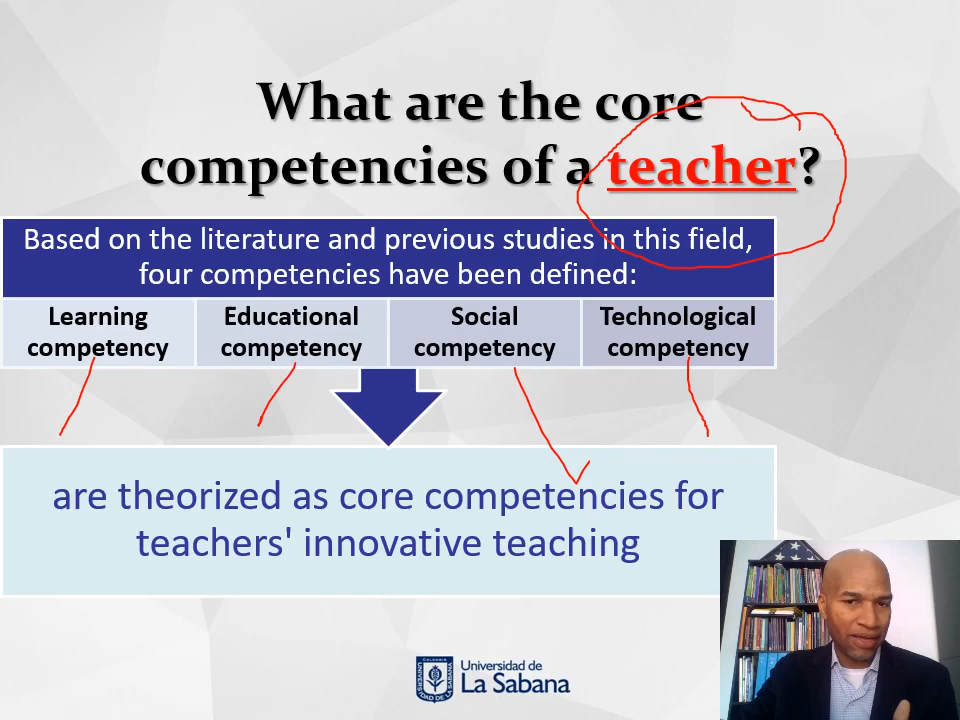 What are the core
competencies of a teacher?
Based on the literature and previous studies in this field,
four competencies have been defined:
Learning competency
Educational competency
Social competency
Technological competency
are theorized as core competencies for
teachers' innovative teaching
Universidad de
La Sabana